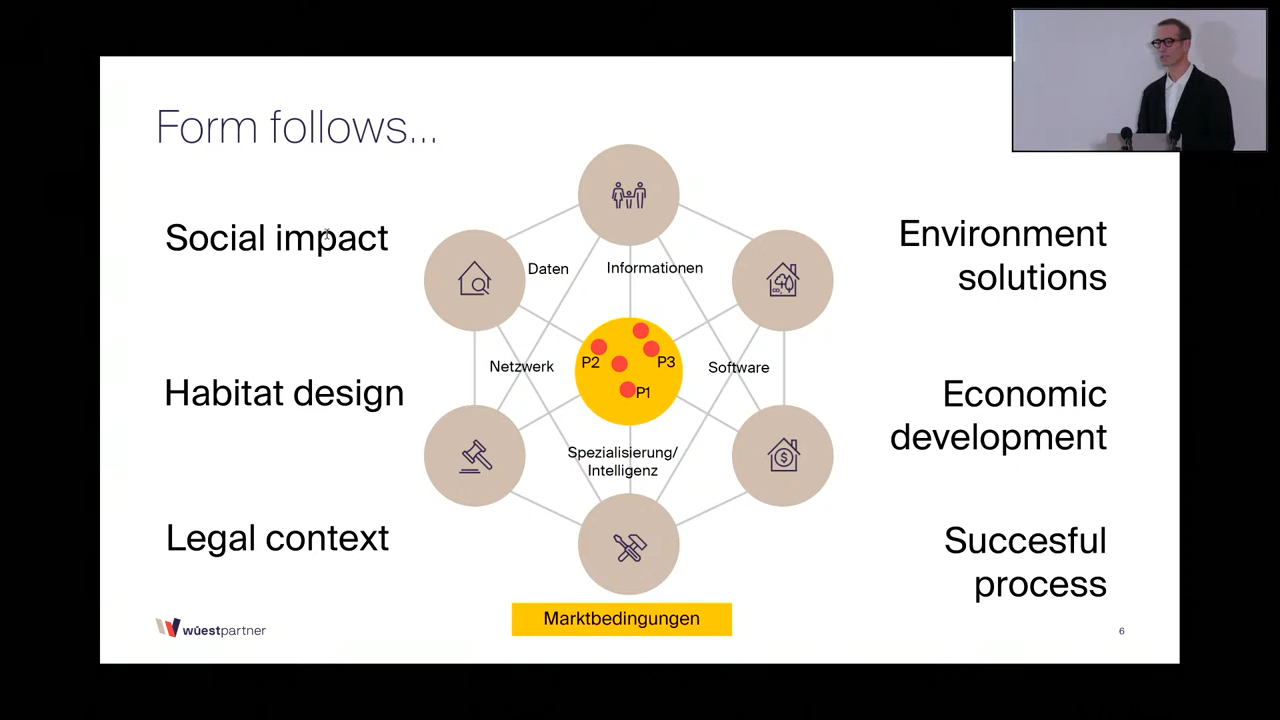 Form follows...
Social impact
Habitat design
Legal context
Daten
Informationen
Netzwerk
Software
P2
P3
P1
Spezialisierung/
Intelligenz
$
CO₂
Marktbedingungen
Environment
solutions
Economic
development
Succesful
process
wüestpartner
6